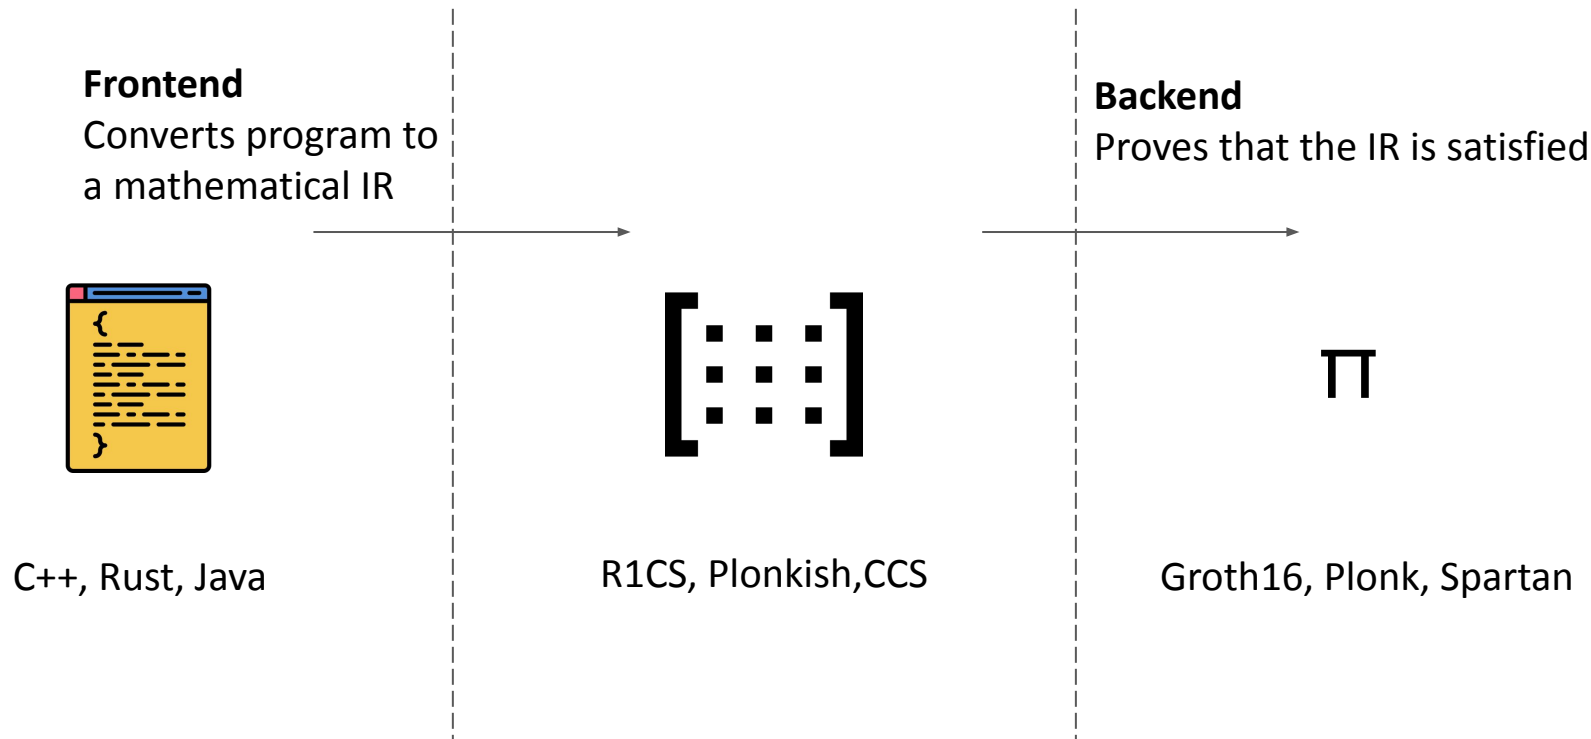 Frontend
Converts program to
a mathematical IR
Backend
Proves that the IR is satisfied
{
}
π
C++, Rust, Java
R1CS, Plonkish,CCS
Groth16, Plonk, Spartan